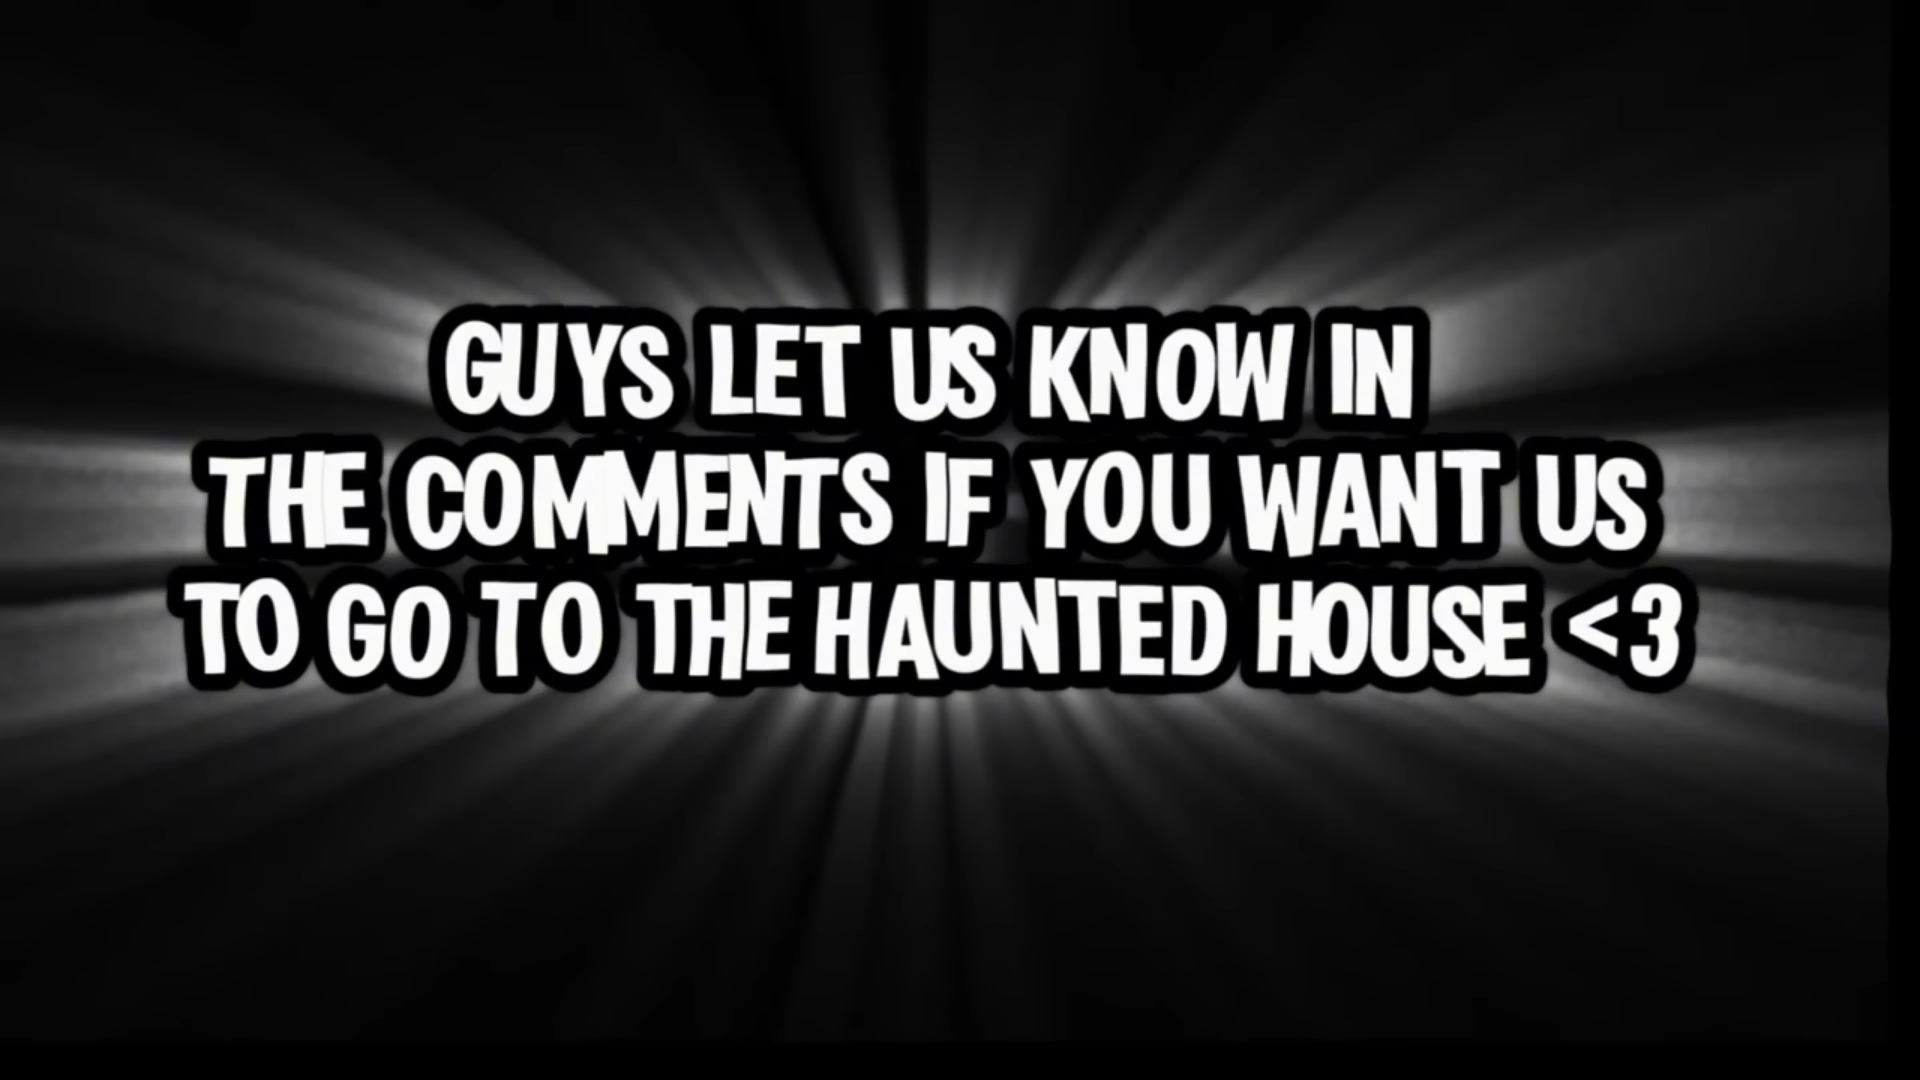 GUYS LET US KNOW IN
THE COMMENTS IF YOU WANT US
TO GO TO THE HAUNTED HOUSE <3